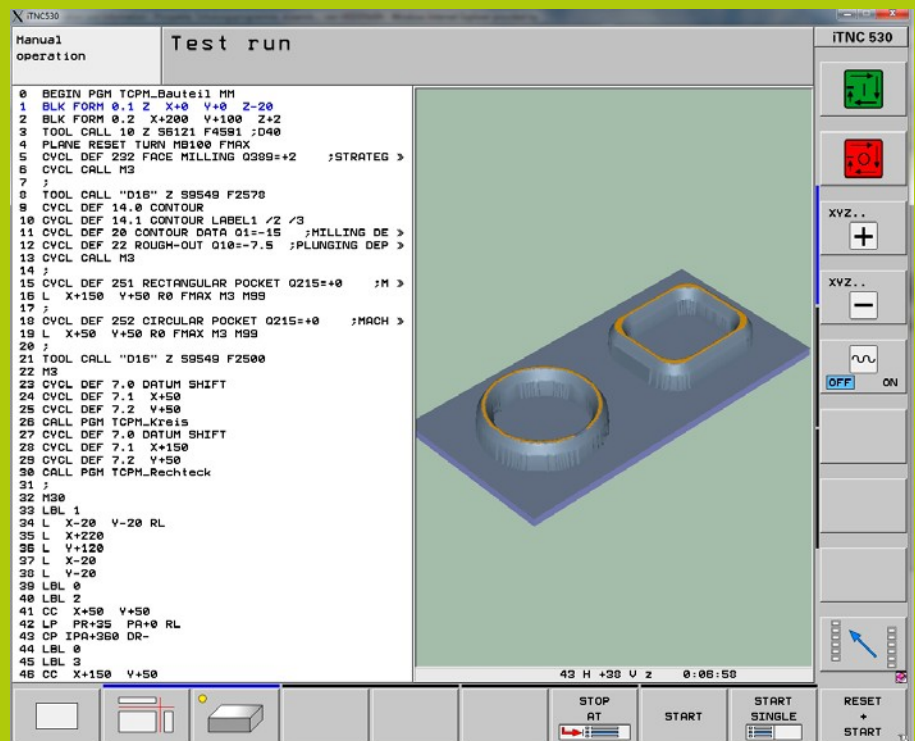 iTNC530
Manual
operation
Test run
iTNC 530
0 BEGIN PGM TCPM_Bauteil MM
1 BLK FORM 0.1 Z X+0 Y+0 Z-20
2 BLK FORM 0.2 X+200 Y+100 Z+2
3 TOOL CALL 10 Z S6121 F4591 ;D40
4 PLANE RESET TURN MB100 FMAX
5 CYCL DEF 232 FACE MILLING Q389=+2 ;STRATEG »
6 CYCL CALL M3
7 ;
8 TOOL CALL "D16" Z S9549 F2578
9 CYCL DEF 14.0 CONTOUR
10 CYCL DEF 14.1 CONTOUR LABEL1 /2 /3
11 CYCL DEF 20 CONTOUR DATA Q1=-15 ;MILLING DE »
12 CYCL DEF 22 ROUGH-OUT Q10=-7.5 ;PLUNGING DEP »
13 CYCL CALL M3
14 ;
15 CYCL DEF 251 RECTANGULAR POCKET Q215=+0 ;M »
16 L X+150 Y+50 R0 FMAX M3 M99
17 ;
18 CYCL DEF 252 CIRCULAR POCKET Q215=+0 ;MACH »
19 L X+50 Y+50 R0 FMAX M3 M99
20 ;
21 TOOL CALL "D16" Z S9549 F2500
22 M3
23 CYCL DEF 7.0 DATUM SHIFT
24 CYCL DEF 7.1 X+50
25 CYCL DEF 7.2 Y+50
26 CALL PGM TCPM_Kreis
27 CYCL DEF 7.0 DATUM SHIFT
28 CYCL DEF 7.1 X+150
29 CYCL DEF 7.2 Y+50
30 CALL PGM TCPM_Rechteck
31 ;
32 M30
33 LBL 1
34 L X-20 Y-20 RL
35 L X+220
36 L Y+120
37 L X-20
38 L Y-20
39 LBL 0
40 LBL 2
41 CC X+50 Y+50
42 LP PR+35 PA+0 RL
43 CP IPA+360 DR-
44 LBL 0
45 LBL 3
46 CC X+150 Y+50
43 H +38 V z 0:06:58
XYZ..
+
XYZ..
-
OFF ON
STOP
AT
START
START
SINGLE
RESET
+
START